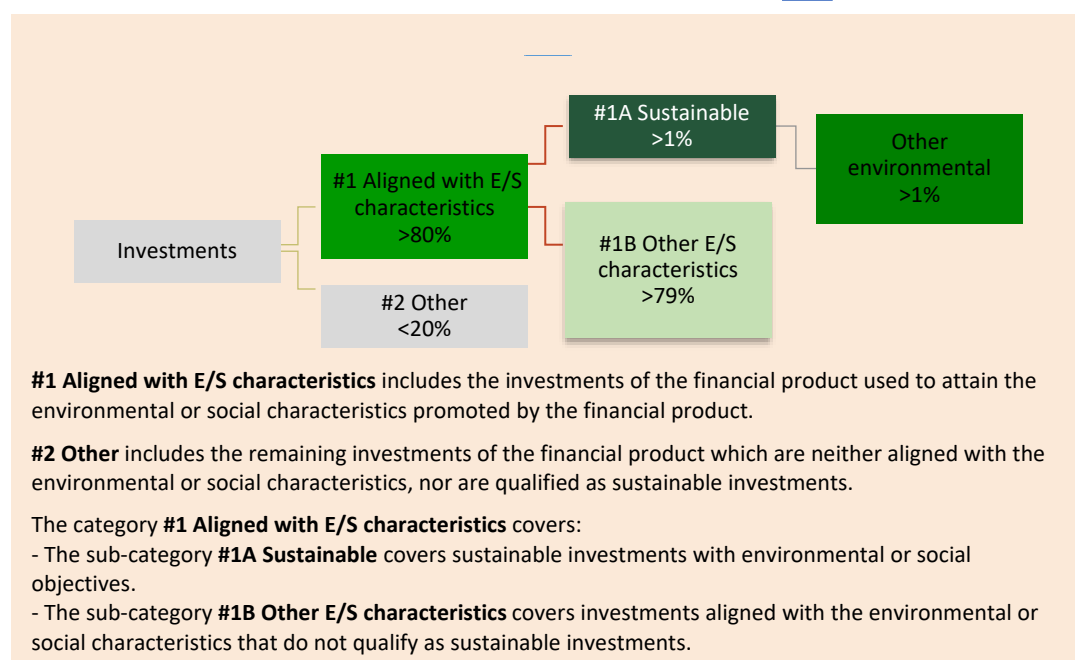 Investments
#1 Aligned with E/S
characteristics
>80%
#2 Other
<20%
#1A Sustainable
>1%
#1B Other E/S
characteristics
>79%
Other
environmental
>1%
#1 Aligned with E/S characteristics includes the investments of the financial product used to attain the
environmental or social characteristics promoted by the financial product.
#2 Other includes the remaining investments of the financial product which are neither aligned with the
environmental or social characteristics, nor are qualified as sustainable investments.
The category #1 Aligned with E/S characteristics covers:
- The sub-category #1A Sustainable covers sustainable investments with environmental or social
objectives.
- The sub-category #1B Other E/S characteristics covers investments aligned with the environmental or
social characteristics that do not qualify as sustainable investments.